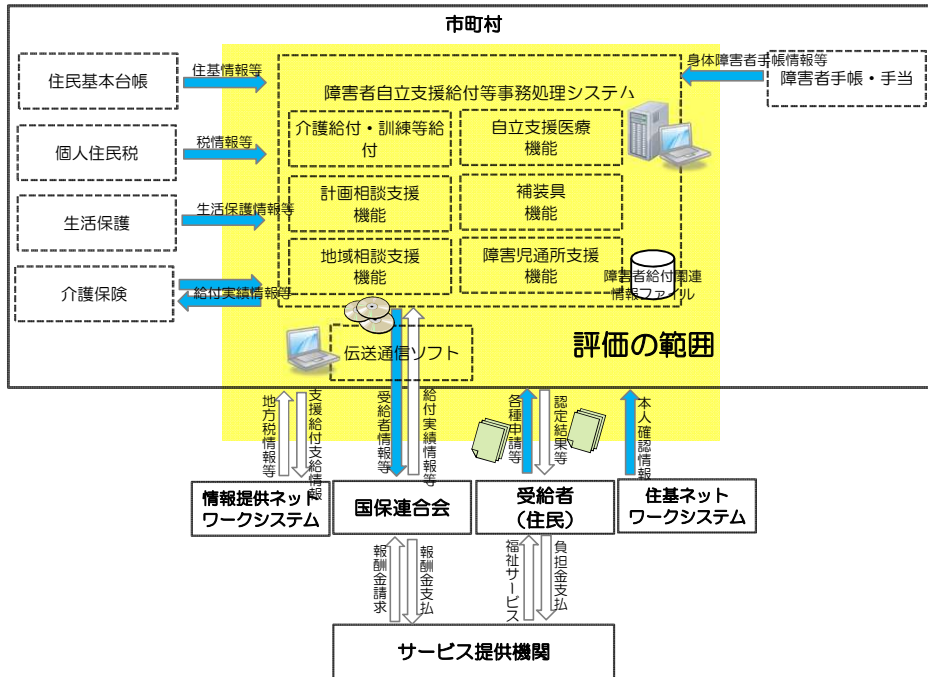 市町村
住民基本台帳
住基情報等
身体障害者手帳情報等
障害者手帳・手当
障害者自立支援給付等事務処理システム
個人住民税
税情報等
介護給付・訓練等給
付
自立支援医療
機能
生活保護
生活保護情報等
計画相談支援
機能
補装具
機能
介護保険
給付実績情報等
地域相談支援
機能
障害児通所支援
機能
障害者給付関連
情報ファイル
伝送通信ソフト
評価の範囲
地方税情報等
支援給付支給情報
受給者情報等
給付実績情報等
各種申請等
認定結果等
本人確認情報
情報提供ネット
ワークシステム
国保連合会
受給者
（住民）
住基ネット
ワークシステム
報酬金請求
報酬金支払
福祉サービス
負担金支払
サービス提供機関